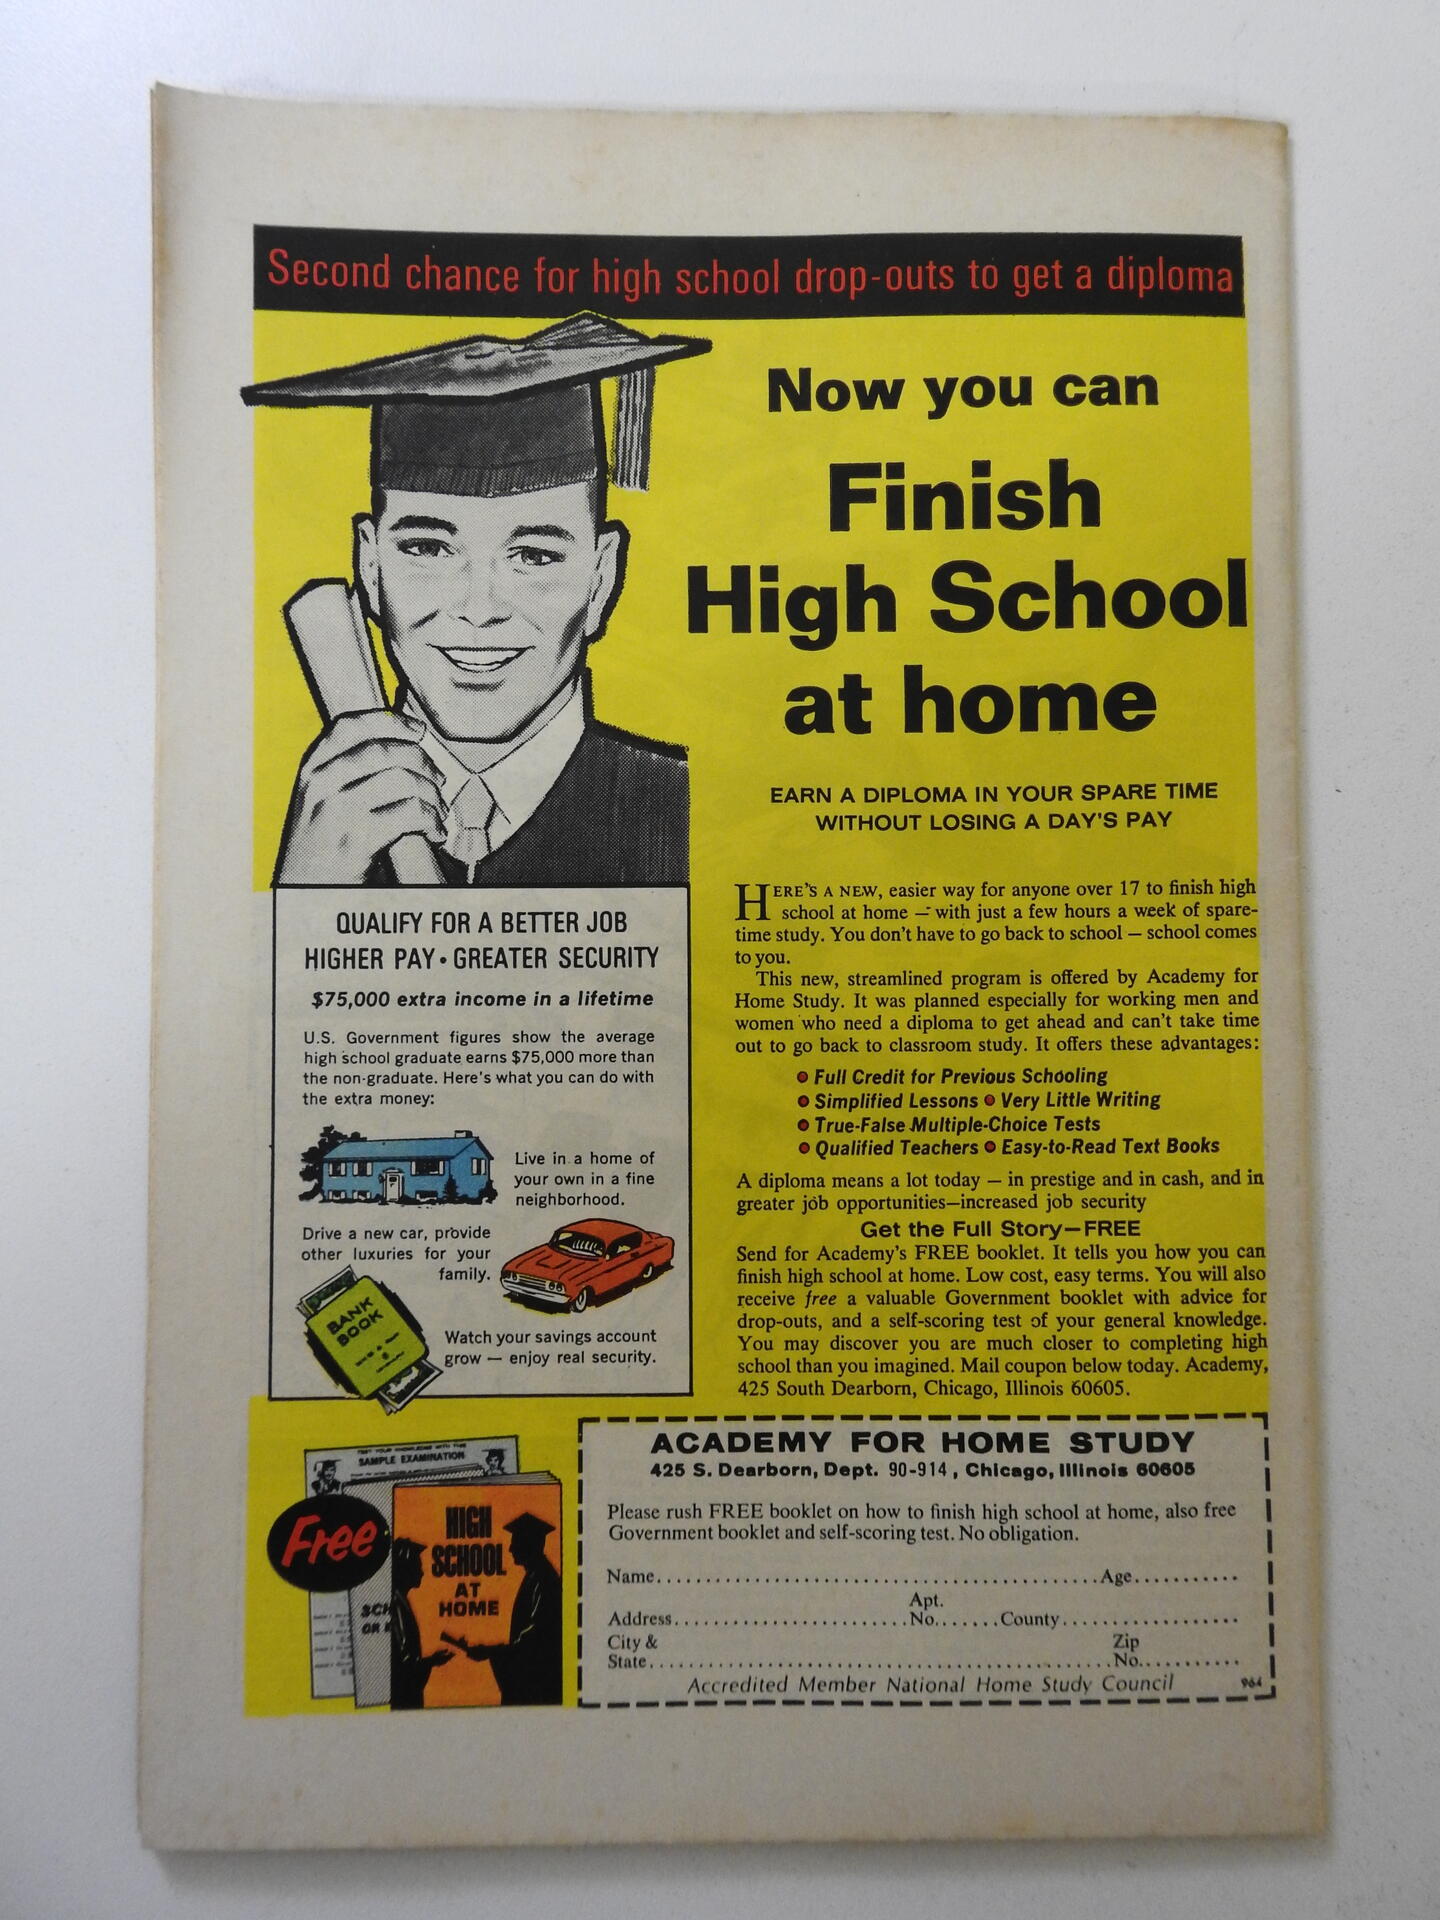 Second chance for high school drop-outs to get a diploma
Now you can
Finish
High School
at home
EARN A DIPLOMA IN YOUR SPARE TIME
WITHOUT LOSING A DAY'S PAY
QUALIFY FOR A BETTER JOB
HIGHER PAY • GREATER SECURITY
$75,000 extra income in a lifetime
U.S. Government figures show the average
high school graduate earns $75,000 more than
the non-graduate. Here's what you can do with
the extra money:
Live in a home of
your own in a fine
neighborhood.
Drive a new car, provide
other luxuries for your
family.
BANK
BOOK
Watch your savings account
grow — enjoy real security.
HERE'S A NEW, easier way for anyone over 17 to finish high
school at home — with just a few hours a week of spare-
time study. You don't have to go back to school — school comes
to you.
This new, streamlined program is offered by Academy for
Home Study. It was planned especially for working men and
women who need a diploma to get ahead and can't take time
out to go back to classroom study. It offers these advantages:
• Full Credit for Previous Schooling
• Simplified Lessons • Very Little Writing
• True-False Multiple-Choice Tests
• Qualified Teachers • Easy-to-Read Text Books
A diploma means a lot today — in prestige and in cash, and in
greater job opportunities—increased job security
Get the Full Story—FREE
Send for Academy's FREE booklet. It tells you how you can
finish high school at home. Low cost, easy terms. You will also
receive free a valuable Government booklet with advice for
drop-outs, and a self-scoring test of your general knowledge.
You may discover you are much closer to completing high
school than you imagined. Mail coupon below today. Academy,
425 South Dearborn, Chicago, Illinois 60605.
TEST YOUR KNOWLEDGE WITH THIS
SAMPLE EXAMINATION
Free
HIGH
SCHOOL
AT
HOME
SCH
OR
ACADEMY FOR HOME STUDY
425 S. Dearborn, Dept. 90-914, Chicago, Illinois 60605
Please rush FREE booklet on how to finish high school at home, also free
Government booklet and self-scoring test. No obligation.
Name............................................Age...........
Apt.
Address.......................No.......County..................
City & Zip
State..............................................No..........
Accredited Member National Home Study Council 964